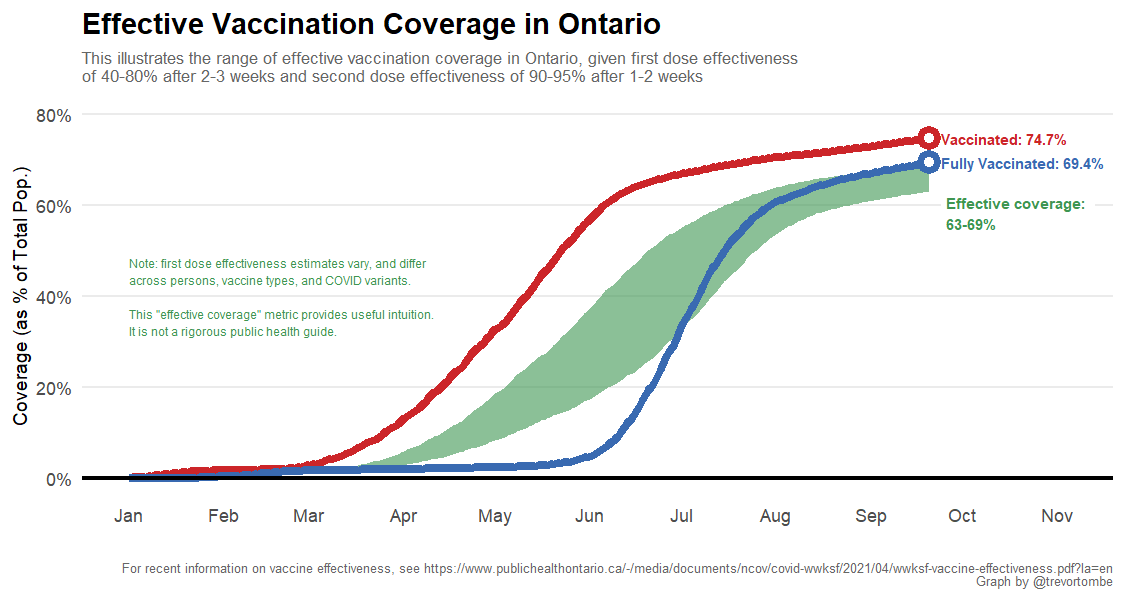 Effective Vaccination Coverage in Ontario
This illustrates the range of effective vaccination coverage in Ontario, given first dose effectiveness
of 40-80% after 2-3 weeks and second dose effectiveness of 90-95% after 1-2 weeks
Coverage (as % of Total Pop.)
80%
60%
40%
20%
0%
Vaccinated: 74.7%
Fully Vaccinated: 69.4%
Effective coverage:
63-69%
Note: first dose effectiveness estimates vary, and differ
across persons, vaccine types, and COVID variants.
This "effective coverage" metric provides useful intuition.
It is not a rigorous public health guide.
Jan Feb Mar Apr May Jun Jul Aug Sep Oct Nov
For recent information on vaccine effectiveness, see https://www.publichealthontario.ca/-/media/documents/ncov/covid-wwksf/2021/04/wwksf-vaccine-effectiveness.pdf?la=en
Graph by @trevortombe